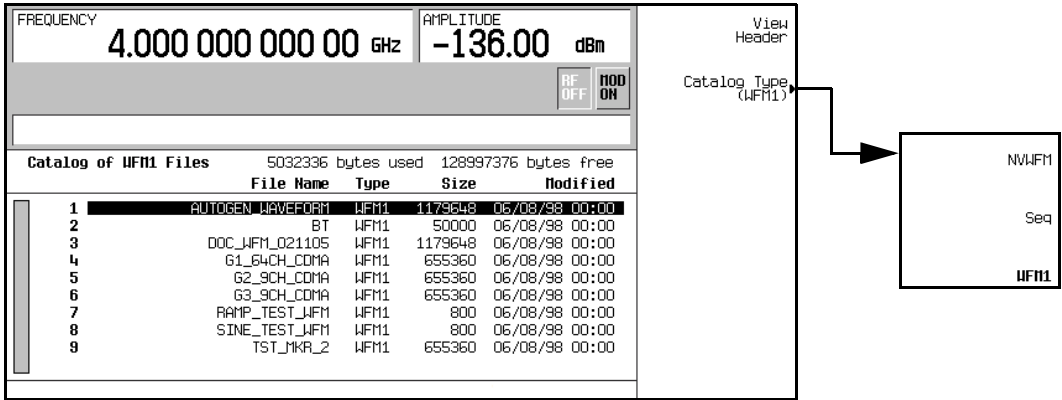 FREQUENCY
4.000 000 000 00 GHz
AMPLITUDE
-136.00 dBm
RF OFF
MOD ON
View Header
Catalog Type (WFM1)
NVWFM
Seq
WFM1
Catalog of WFM1 Files 5032336 bytes used 128997376 bytes free
File Name Type Size Modified
1 AUTOGEN_WAVEFORM WFM1 1179648 06/08/98 00:00
2 BT WFM1 50000 06/08/98 00:00
3 DOC_WFM_021105 WFM1 1179648 06/08/98 00:00
4 G1_64CH_CDMA WFM1 655360 06/08/98 00:00
5 G2_9CH_CDMA WFM1 655360 06/08/98 00:00
6 G3_9CH_CDMA WFM1 655360 06/08/98 00:00
7 RAMP_TEST_WFM WFM1 800 06/08/98 00:00
8 SINE_TEST_WFM WFM1 800 06/08/98 00:00
9 TST_MKR_2 WFM1 655360 06/08/98 00:00